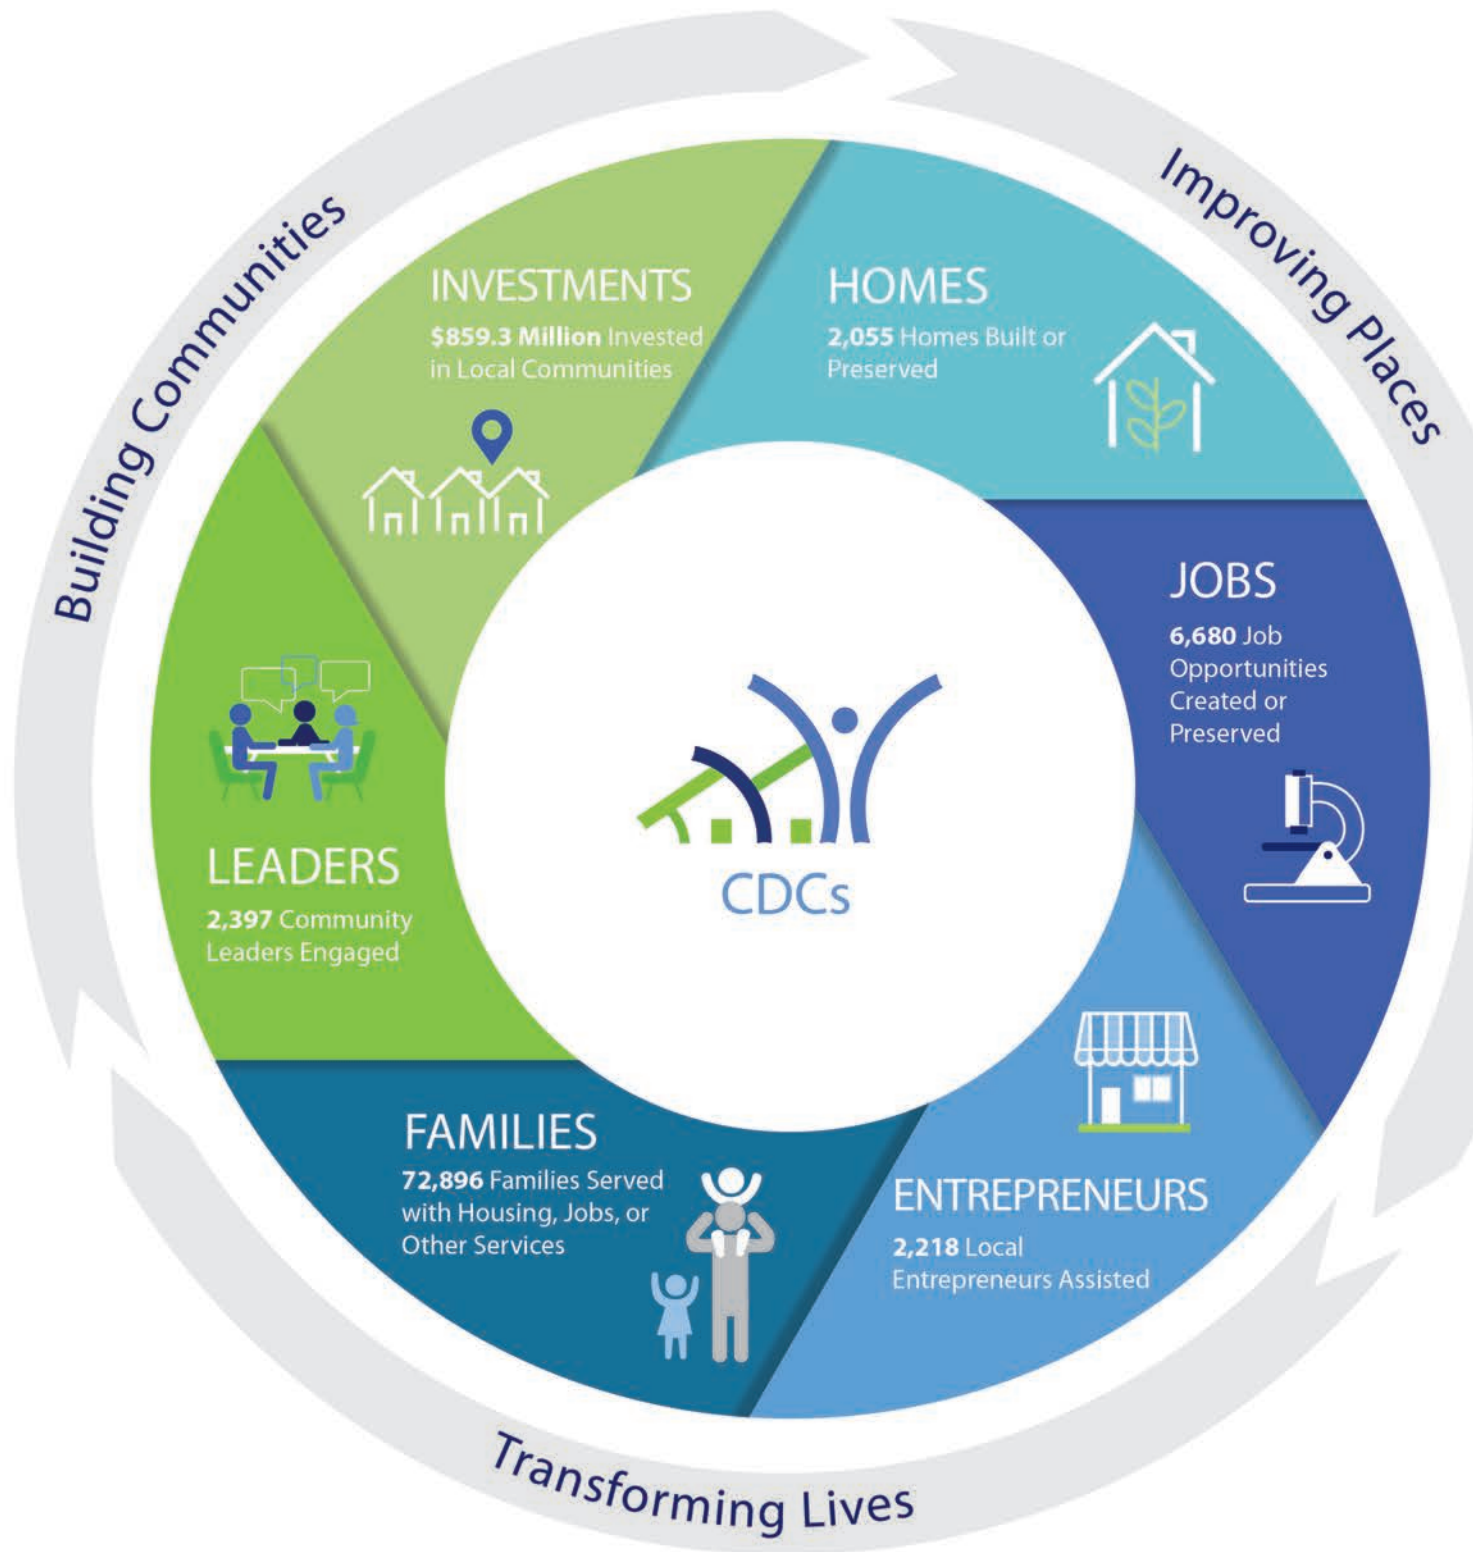 Building Communities
Improving Places
INVESTMENTS
$859.3 Million Invested
in Local Communities
HOMES
2,055 Homes Built or
Preserved
JOBS
6,680 Job
Opportunities
Created or
Preserved
LEADERS
2,397 Community
Leaders Engaged
CDCs
FAMILIES
72,896 Families Served
with Housing, Jobs, or
Other Services
ENTREPRENEURS
2,218 Local
Entrepreneurs Assisted
Transforming Lives